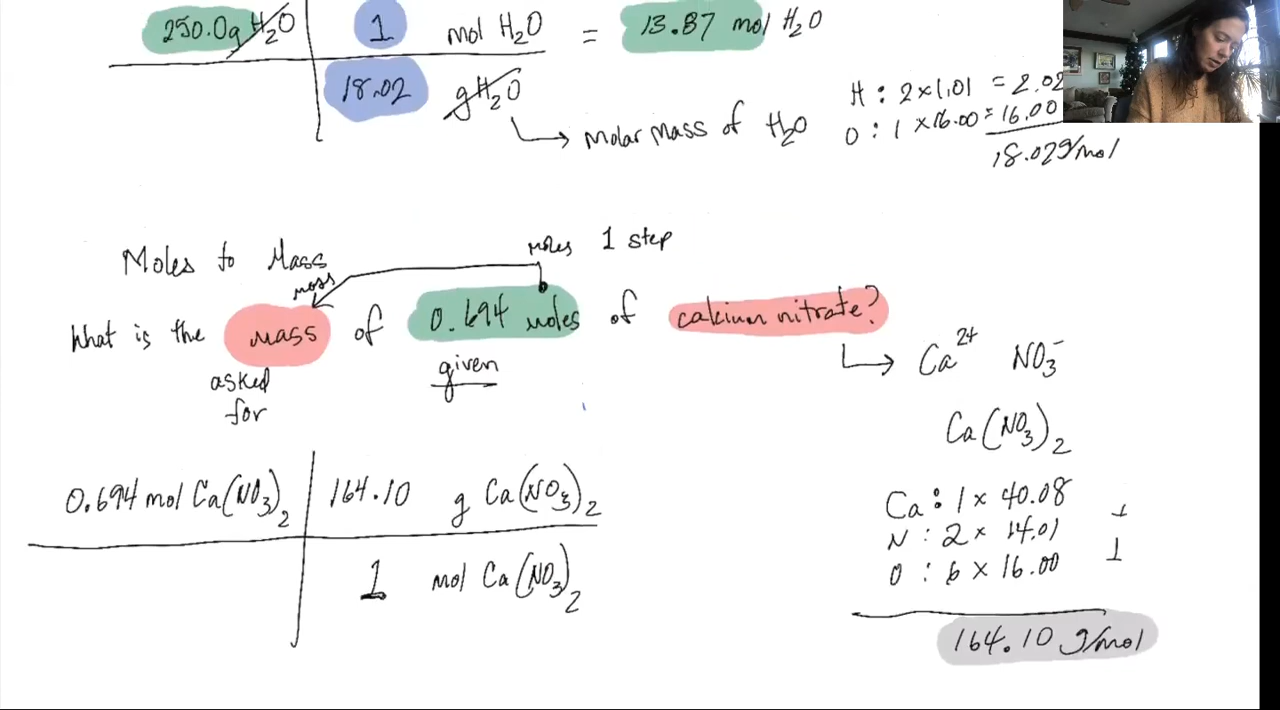 250.0g H₂O | 1 mol H₂O = 13.87 mol H₂O
18.02 g H₂O
→ molar mass of H₂O
H : 2 × 1.01 = 2.02
O : 1 × 16.00 = 16.00
18.02 g/mol
Moles to Mass
moles 1 step
mass
What is the mass of 0.694 moles of calcium nitrate?
asked for
given
→ Ca²⁺ NO₃⁻
Ca(NO₃)₂
0.694 mol Ca(NO₃)₂ | 164.10 g Ca(NO₃)₂
1 mol Ca(NO₃)₂
Ca : 1 × 40.08 +
N : 2 × 14.01
O : 6 × 16.00 +
164.10 g/mol